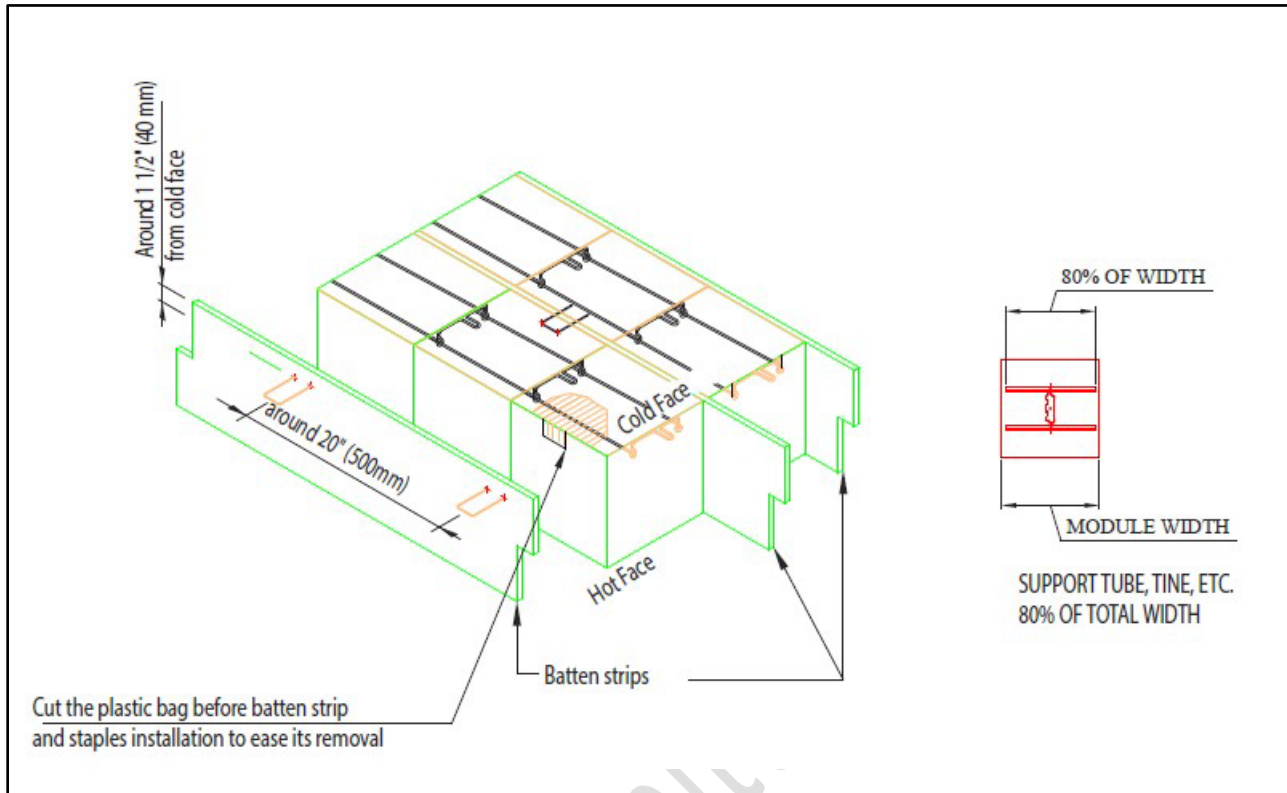 Around 1 1/2" (40 mm)
from cold face
around 20" (500mm)
Cold Face
Hot Face
Batten strips
Cut the plastic bag before batten strip
and staples installation to ease its removal
80% OF WIDTH
MODULE WIDTH
SUPPORT TUBE, TINE, ETC.
80% OF TOTAL WIDTH